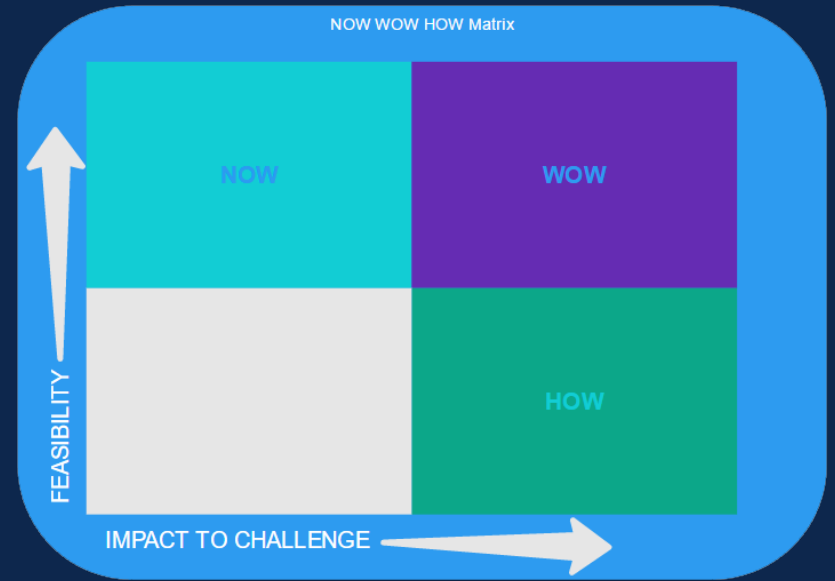 NOW WOW HOW Matrix
NOW
WOW
HOW
FEASIBILITY
IMPACT TO CHALLENGE